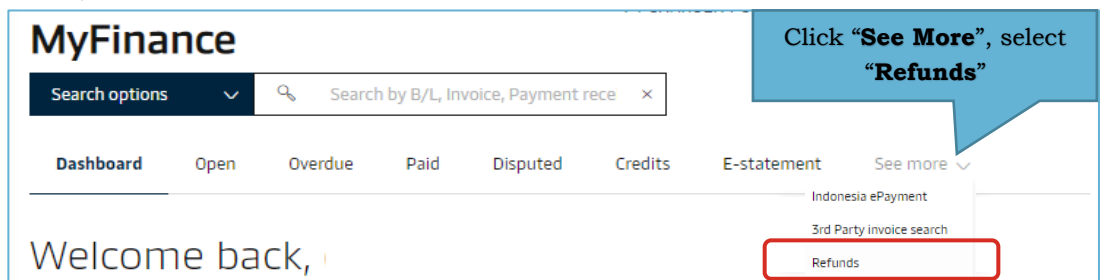 MyFinance
Click “See More”, select
“Refunds”
Search options
Search by B/L, Invoice, Payment rece ×
Dashboard Open Overdue Paid Disputed Credits E-statement See more
Indonesia ePayment
3rd Party invoice search
Welcome back,
Refunds